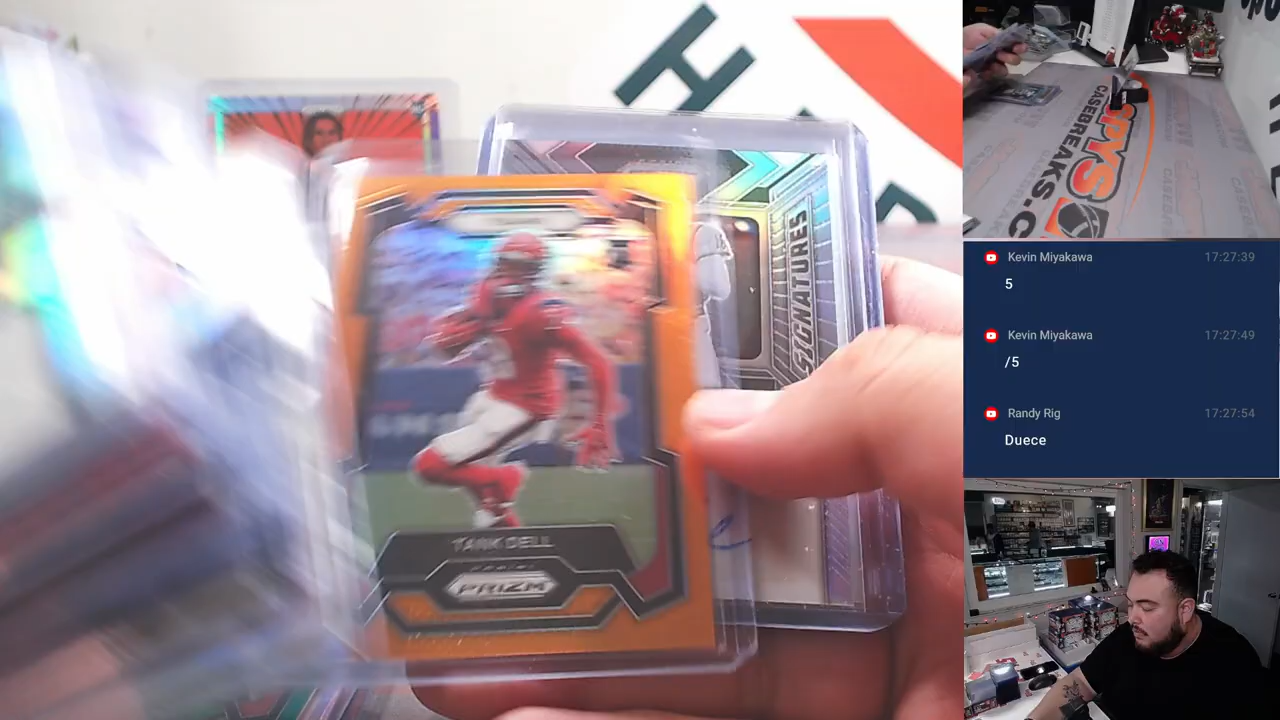 SIGNATURES
TANK DELL
PRIZM
SPYS
CASEBREAKS.C
Kevin Miyakawa 17:27:39
5
Kevin Miyakawa 17:27:49
/5
Randy Rig 17:27:54
Duece